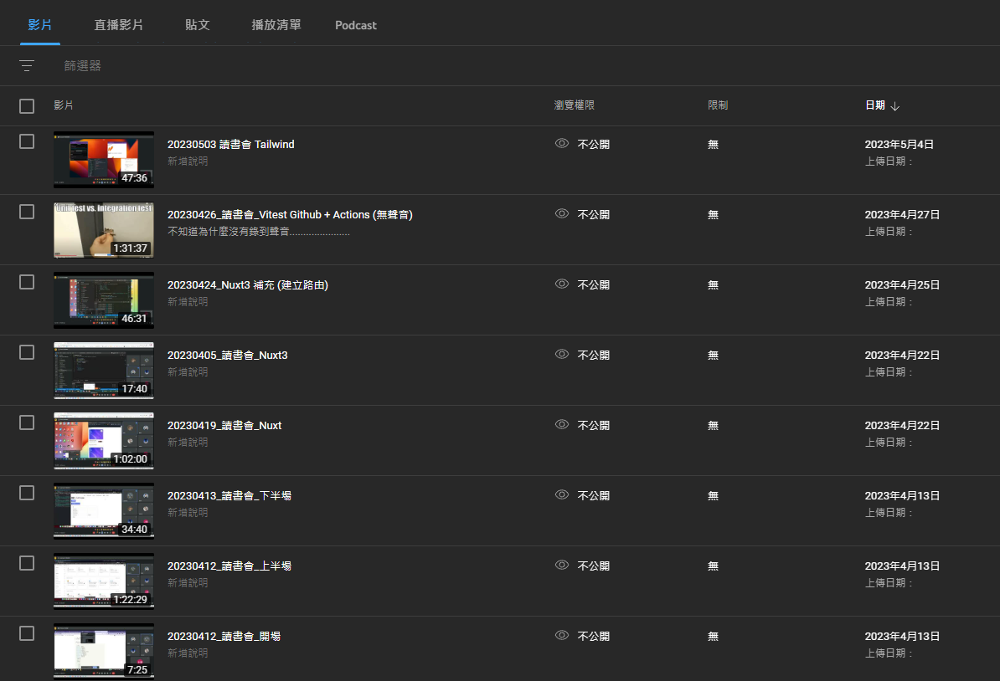 影片 直播影片 貼文 播放清單 Podcast
篩選器
影片 瀏覽權限 限制 日期
20230503 讀書會 Tailwind 不公開 無 2023年5月4日
新增說明 上傳日期：
47:36
Unit Test vs. Integration Test
20230426_讀書會_Vitest Github + Actions (無聲音) 不公開 無 2023年4月27日
不知道為什麼沒有錄到聲音...................... 上傳日期：
1:31:37
20230424_Nuxt3 補充 (建立路由) 不公開 無 2023年4月25日
新增說明 上傳日期：
46:31
20230405_讀書會_Nuxt3 不公開 無 2023年4月22日
新增說明 上傳日期：
17:40
20230419_讀書會_Nuxt 不公開 無 2023年4月22日
新增說明 上傳日期：
1:02:00
20230413_讀書會_下半場 不公開 無 2023年4月13日
新增說明 上傳日期：
34:40
20230412_讀書會_上半場 不公開 無 2023年4月13日
新增說明 上傳日期：
1:22:29
20230412_讀書會_開場 不公開 無 2023年4月13日
新增說明 上傳日期：
7:25